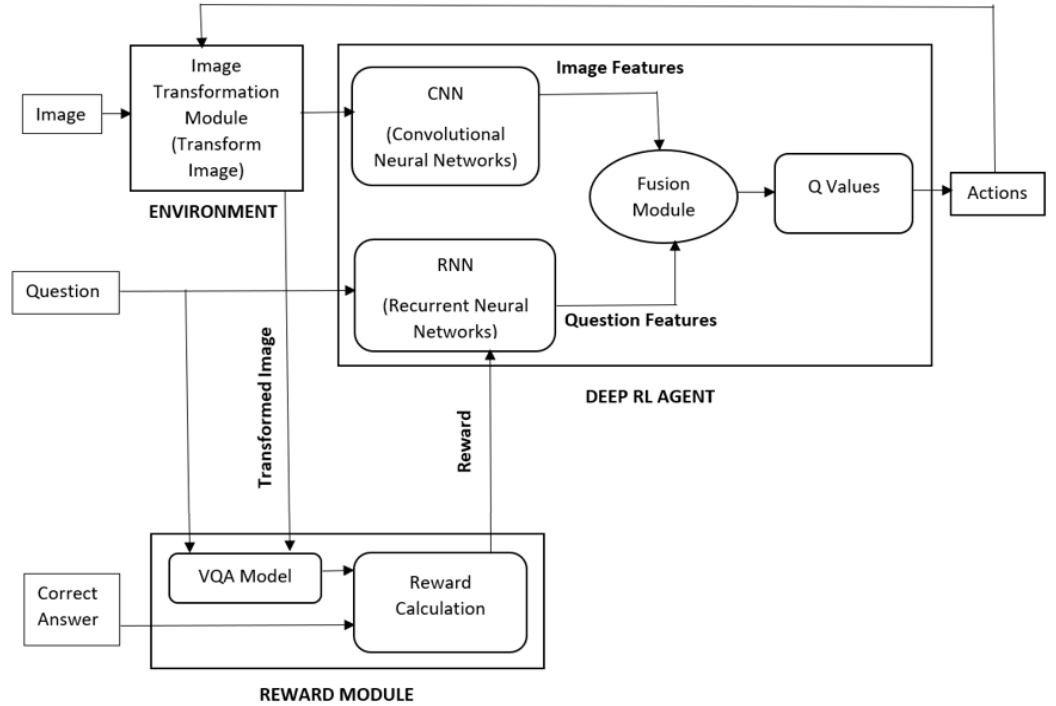 Image
Image
Transformation
Module
(Transform
Image)
ENVIRONMENT
CNN
(Convolutional
Neural Networks)
Image Features
Fusion
Module
Q Values
Actions
Question
RNN
(Recurrent Neural
Networks)
Question Features
DEEP RL AGENT
Transformed Image
Reward
VQA Model
Reward
Calculation
Correct
Answer
REWARD MODULE